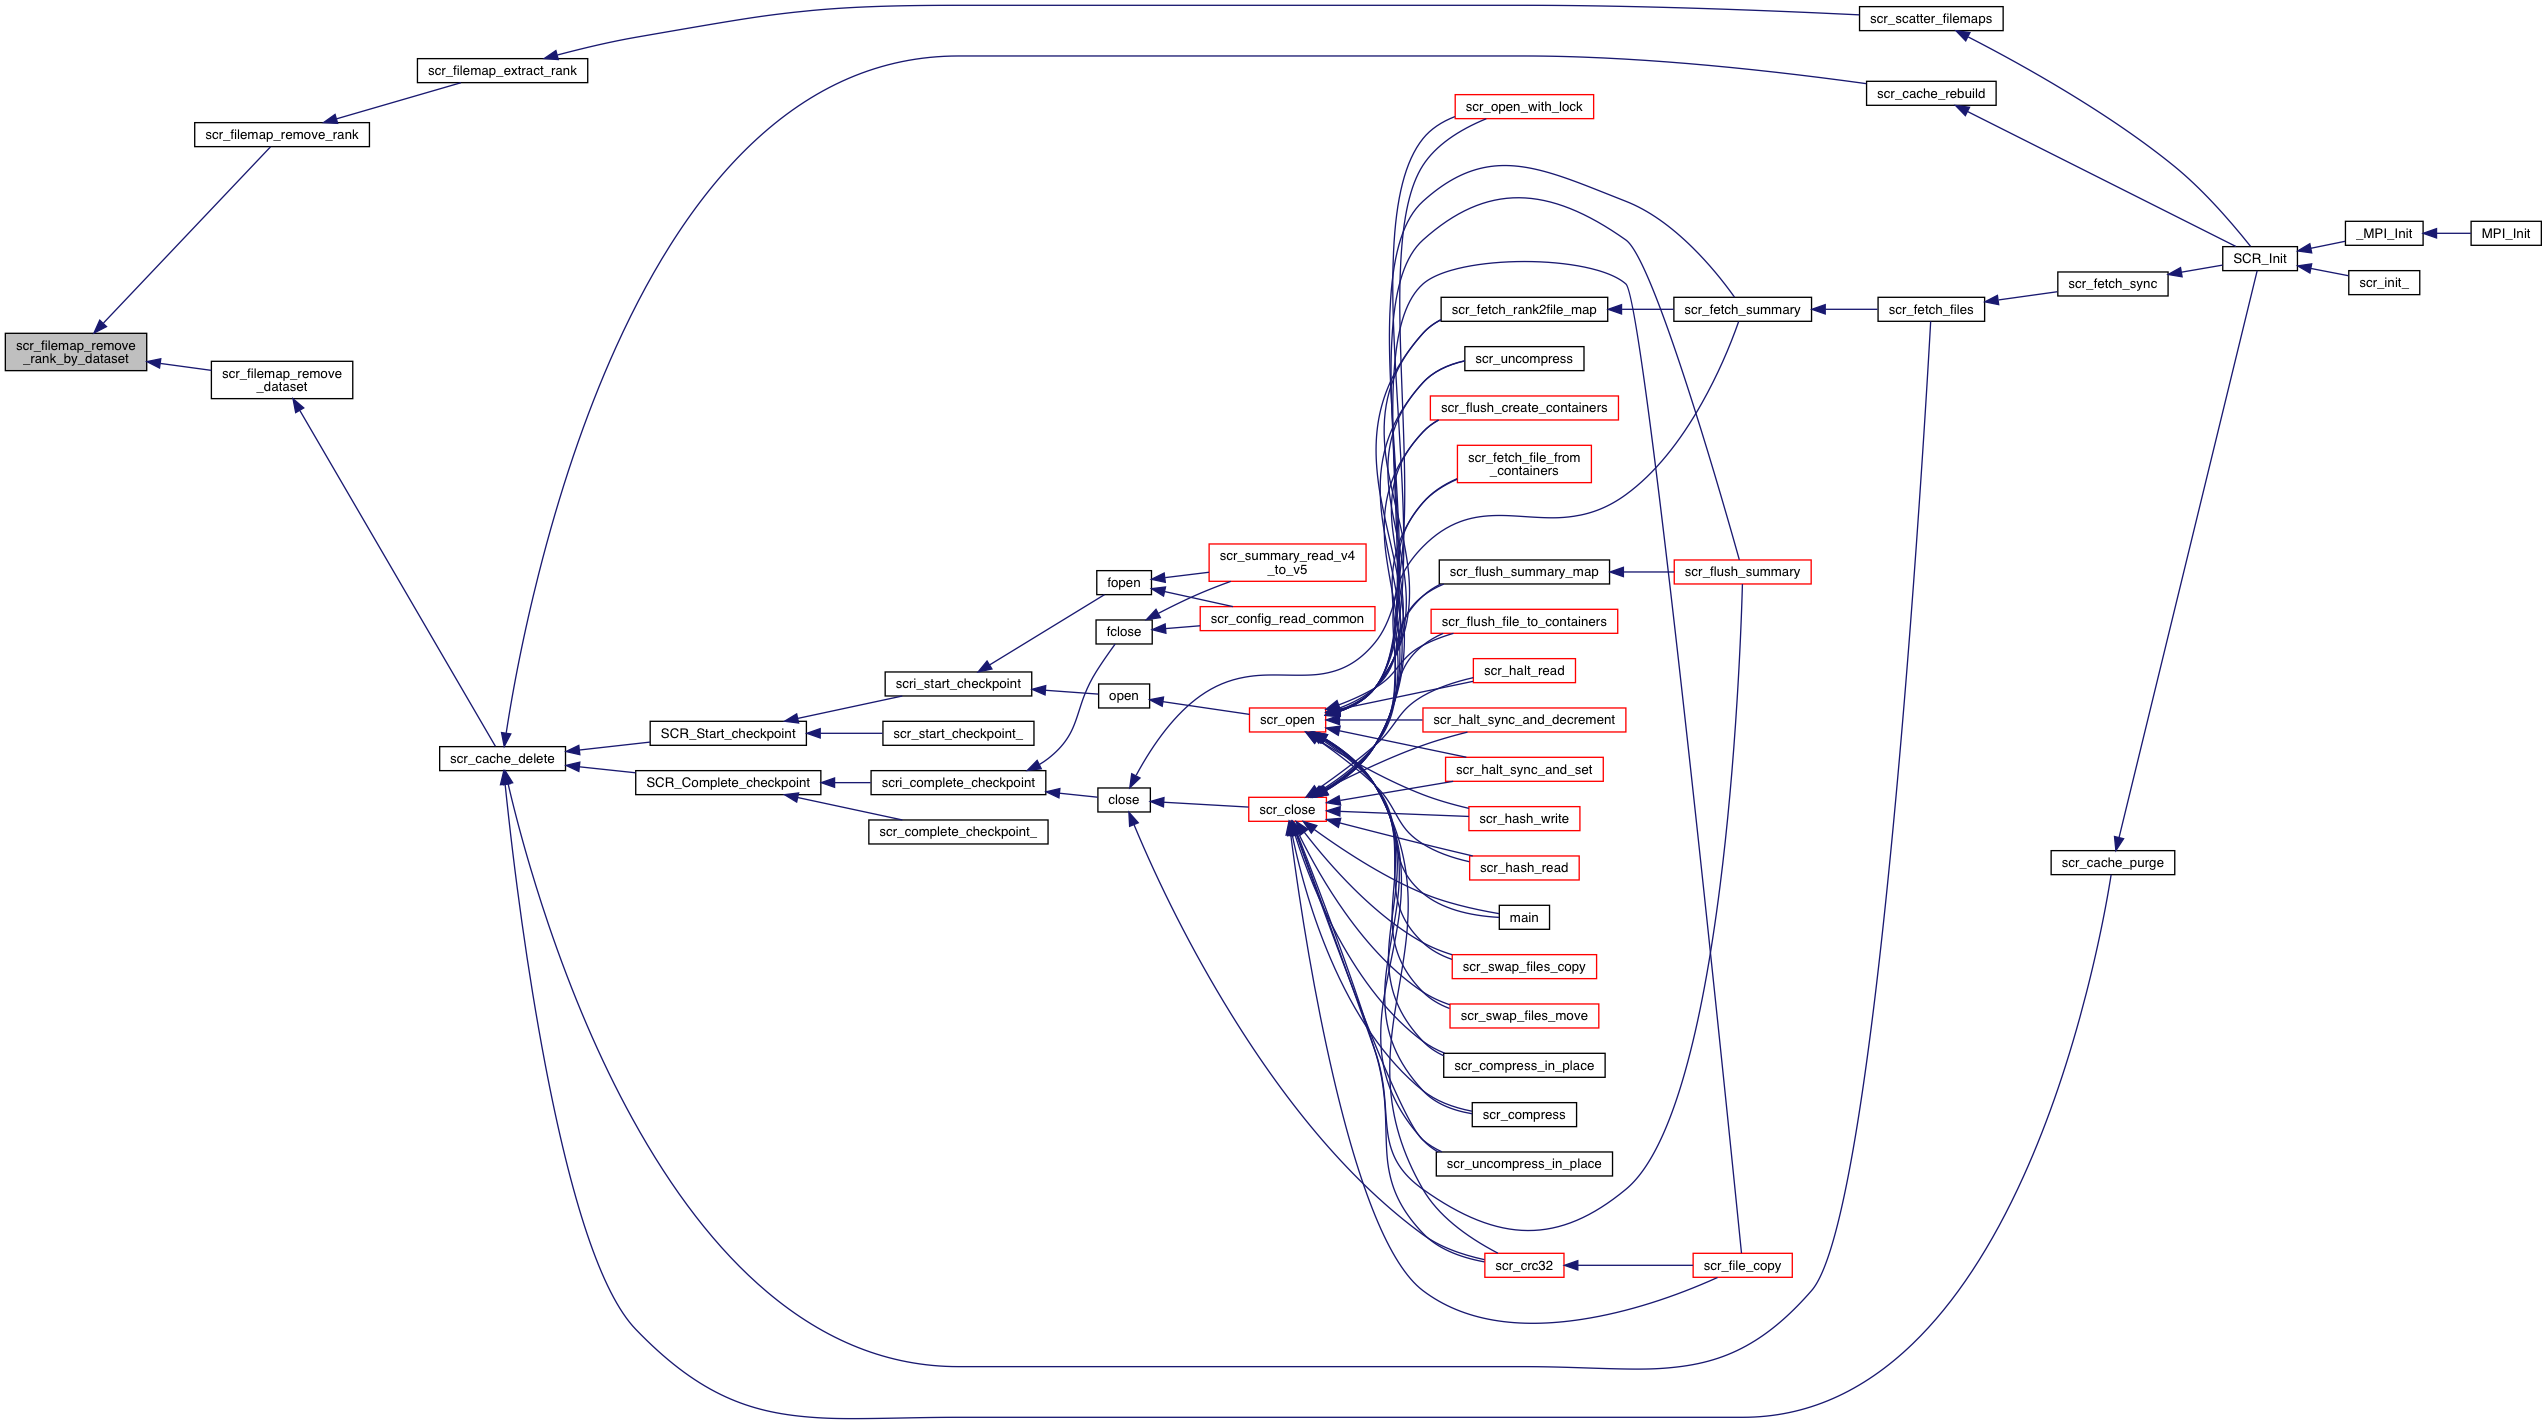 scr_filemap_remove
_rank_by_dataset
scr_filemap_remove_rank
scr_filemap_remove
_dataset
scr_filemap_extract_rank
scr_cache_delete
SCR_Start_checkpoint
SCR_Complete_checkpoint
scri_start_checkpoint
scr_start_checkpoint_
scri_complete_checkpoint
scr_complete_checkpoint_
fopen
fclose
open
close
scr_summary_read_v4
_to_v5
scr_config_read_common
scr_open
scr_close
scr_open_with_lock
scr_fetch_rank2file_map
scr_uncompress
scr_flush_create_containers
scr_fetch_file_from
_containers
scr_flush_summary_map
scr_flush_file_to_containers
scr_halt_read
scr_halt_sync_and_decrement
scr_halt_sync_and_set
scr_hash_write
scr_hash_read
main
scr_swap_files_copy
scr_swap_files_move
scr_compress_in_place
scr_compress
scr_uncompress_in_place
scr_crc32
scr_fetch_summary
scr_flush_summary
scr_file_copy
scr_scatter_filemaps
scr_cache_rebuild
scr_fetch_files
scr_fetch_sync
scr_cache_purge
SCR_Init
_MPI_Init
scr_init_
MPI_Init